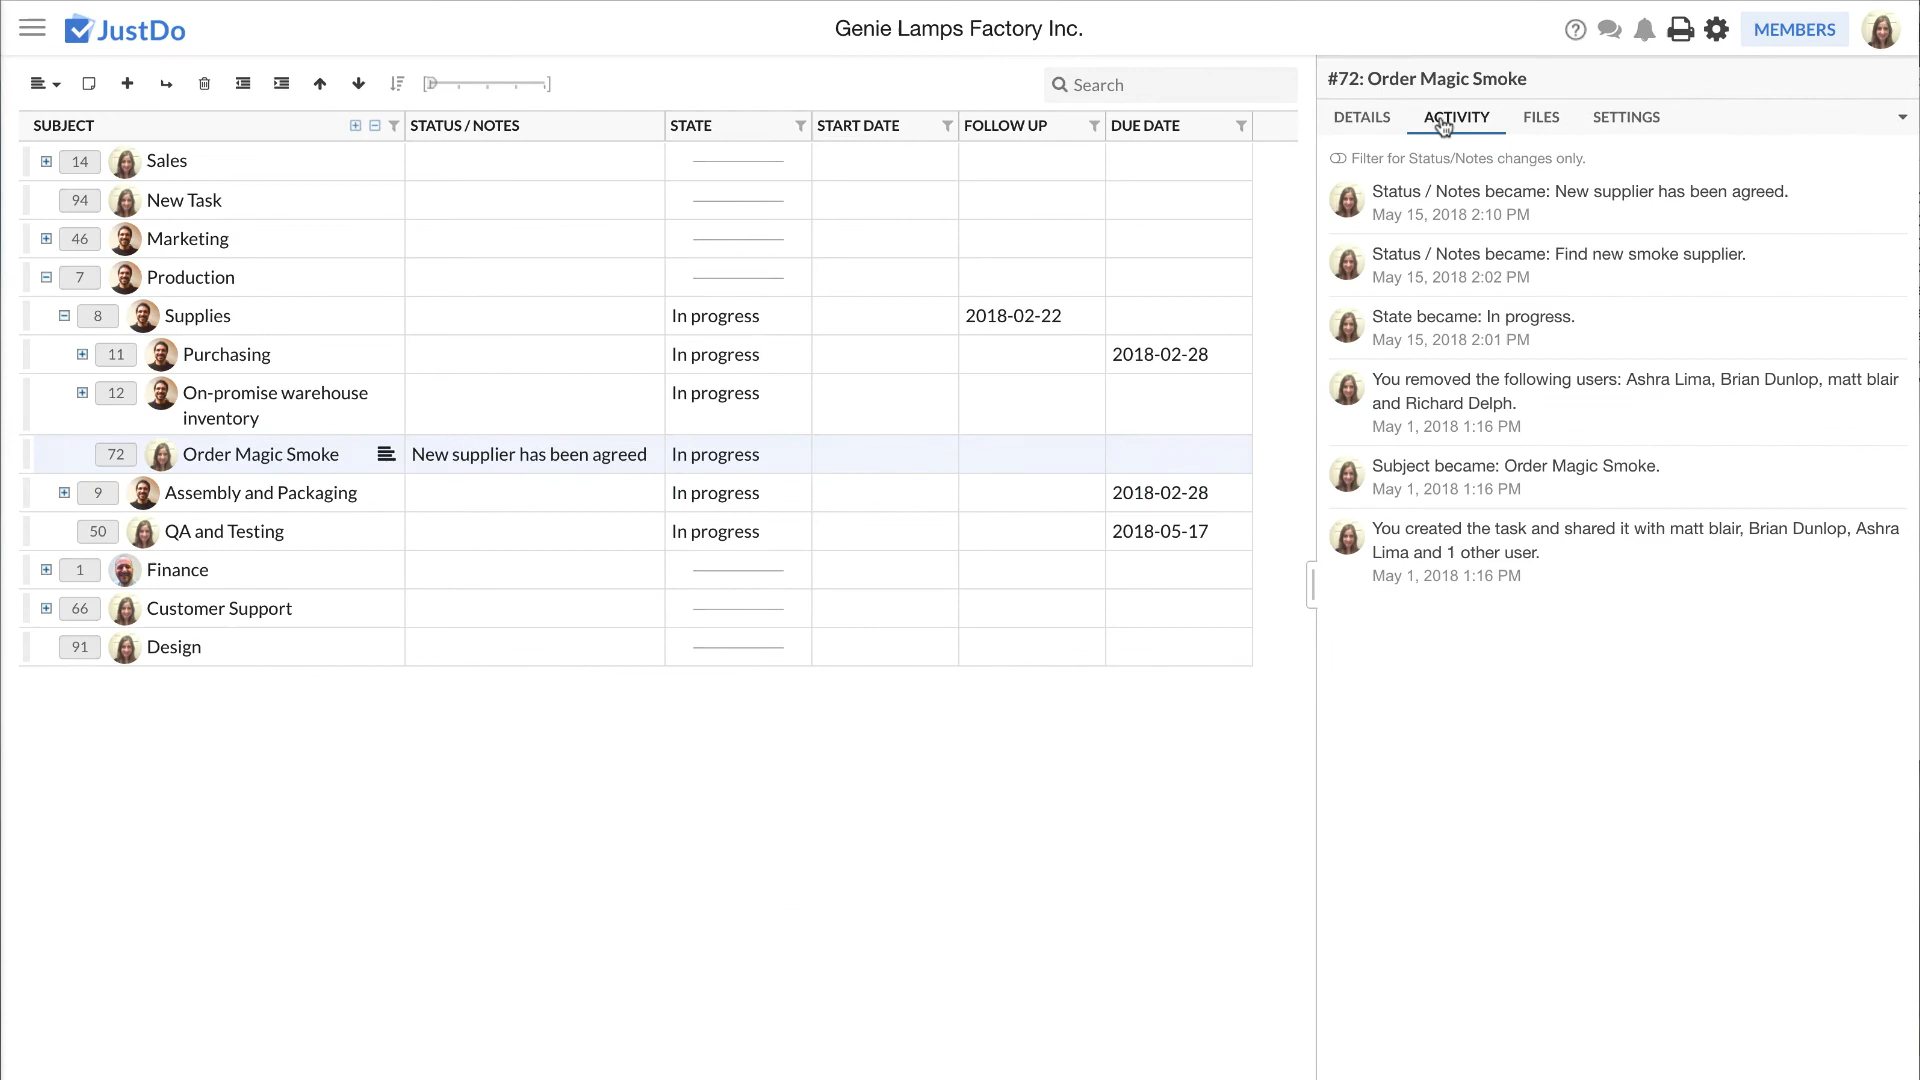 JustDo
Genie Lamps Factory Inc.
MEMBERS
Search
SUBJECT STATUS / NOTES STATE START DATE FOLLOW UP DUE DATE
14 Sales
94 New Task
46 Marketing
7 Production
8 Supplies In progress 2018-02-22
11 Purchasing In progress 2018-02-28
12 On-promise warehouse In progress
inventory
72 Order Magic Smoke New supplier has been agreed In progress
9 Assembly and Packaging In progress 2018-02-28
50 QA and Testing In progress 2018-05-17
1 Finance
66 Customer Support
91 Design
#72: Order Magic Smoke
DETAILS ACTIVITY FILES SETTINGS
Filter for Status/Notes changes only.
Status / Notes became: New supplier has been agreed.
May 15, 2018 2:10 PM
Status / Notes became: Find new smoke supplier.
May 15, 2018 2:02 PM
State became: In progress.
May 15, 2018 2:01 PM
You removed the following users: Ashra Lima, Brian Dunlop, matt blair
and Richard Delph.
May 1, 2018 1:16 PM
Subject became: Order Magic Smoke.
May 1, 2018 1:16 PM
You created the task and shared it with matt blair, Brian Dunlop, Ashra
Lima and 1 other user.
May 1, 2018 1:16 PM